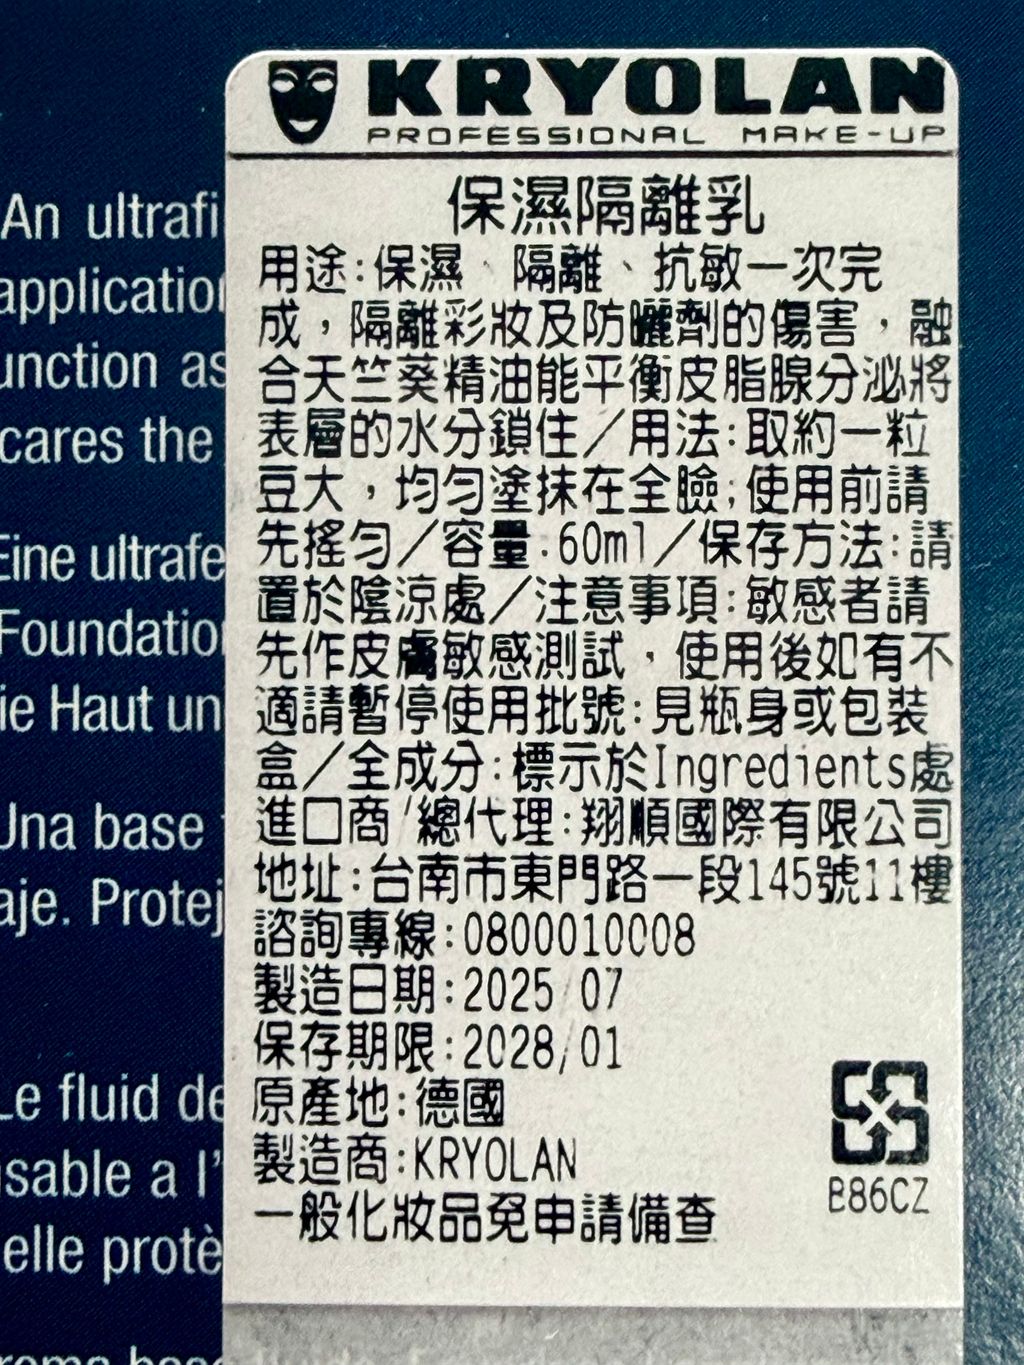 KRYOLAN
PROFESSIONAL MAKE-UP
保濕隔離乳
用途:保濕、隔離、抗敏一次完
成，隔離彩妝及防曬劑的傷害，融
合天竺葵精油能平衡皮脂腺分泌將
表層的水分鎖住/用法:取約一粒
豆大，均勻塗抹在全臉;使用前請
先搖勻/容量:60ml/保存方法:請
置於陰涼處/注意事項:敏感者請
先作皮膚敏感測試，使用後如有不
適請暫停使用批號:見瓶身或包裝
盒/全成分:標示於Ingredients處
進口商/總代理:翔順國際有限公司
地址:台南市東門路一段145號11樓
諮詢專線:0800010008
製造日期:2025/07
保存期限:2028/01
原產地:德國
製造商:KRYOLAN
一般化妝品免申請備查
B86CZ
An ultrafi
application
unction as
cares the
Eine ultrafe
Foundation
ie Haut un
Una base
aje. Protej
Le fluid de
sable a l'
elle protè